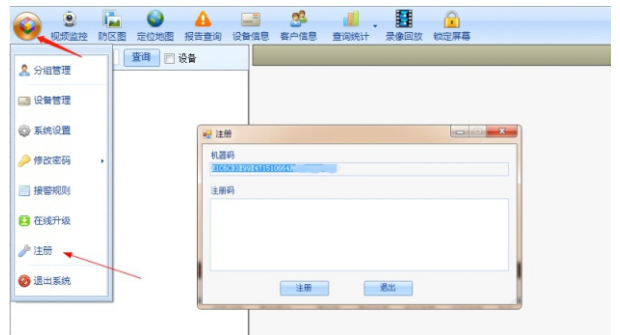 视频监控 防区图 定位地图 报告查询 设备信息 客户信息 查询统计 录像回放 锁定屏幕
查询 设备
分组管理
设备管理
系统设置
修改密码
接警规则
在线升级
注册
退出系统
注册
机器码
注册码
注册 退出